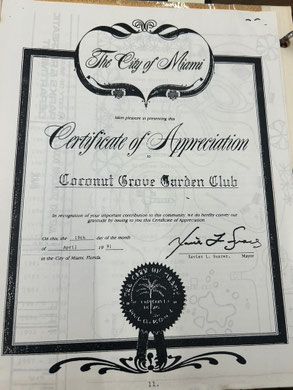 The City of Miami
takes pleasure in presenting this
Certificate of Appreciation
to
Coconut Grove Garden Club
In recognition of your important contribution to this community, we do hereby convey our
gratitude by issuing to you this Certificate of Appreciation.
On this the 19th day of the month
of April 19 91
in the City of Miami, Florida.
Xavier L. Suarez, Mayor
11.